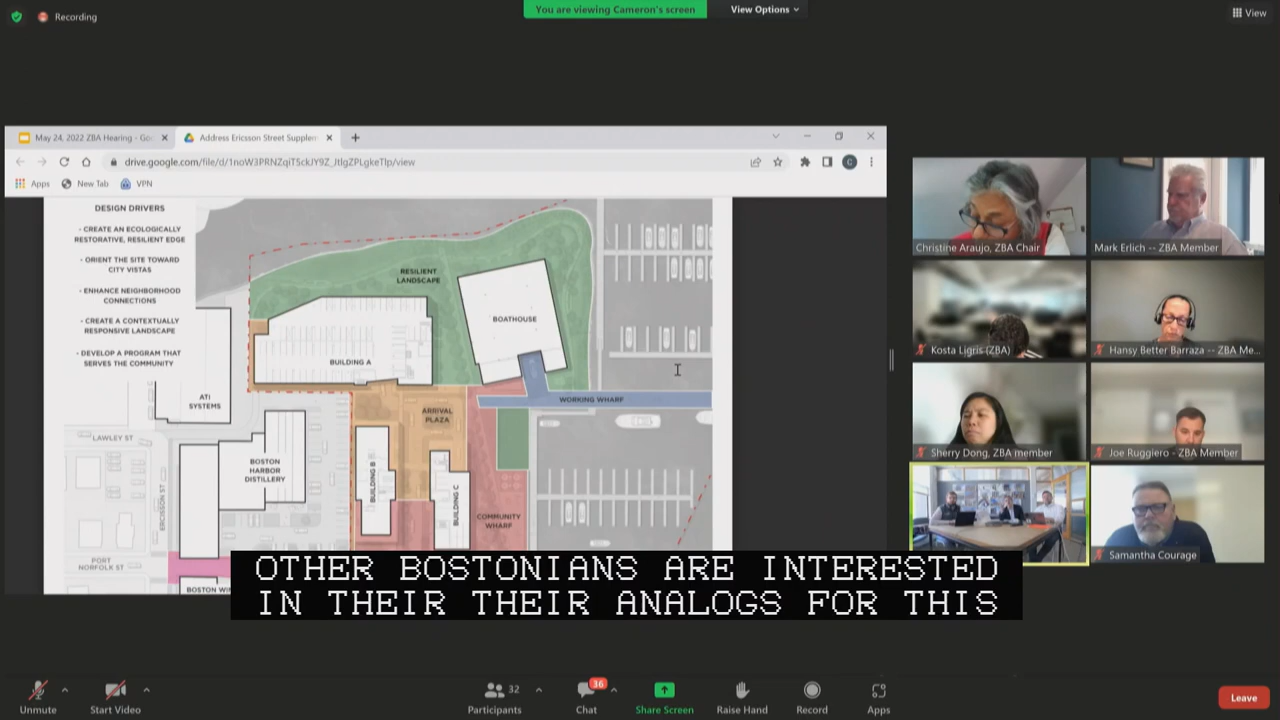 Recording
You are viewing Cameron's screen
View Options
View
May 24, 2022 ZBA Hearing - Goo
Address Ericsson Street Supplem
Apps
New Tab
VPN
DESIGN DRIVERS
- CREATE AN ECOLOGICALLY
RESTORATIVE, RESILIENT EDGE
- ORIENT THE SITE TOWARD
CITY VISTAS
- ENHANCE NEIGHBORHOOD
CONNECTIONS
- CREATE A CONTEXTUALLY
RESPONSIVE LANDSCAPE
- DEVELOP A PROGRAM THAT
SERVES THE COMMUNITY
RESILIENT
LANDSCAPE
BOATHOUSE
BUILDING A
WORKING WHARF
ATI
SYSTEMS
ARRIVAL
PLAZA
LAWLEY ST
BOSTON
HARBOR
DISTILLERY
BUILDING B
BUILDING C
ERICSSON ST
COMMUNITY
WHARF
PORT
NORFOLK ST
BOSTON WI
Christine Araujo, ZBA Chair
Mark Erlich -- ZBA Member
Kosta Ligris (ZBA)
Hansy Better Barraza -- ZBA Me...
Sherry Dong, ZBA member
Joe Ruggiero - ZBA Member
Samantha Courage
OTHER BOSTONIANS ARE INTERESTED
IN THEIR THEIR ANALOGS FOR THIS
Unmute
Start Video
Participants
32
Chat
36
Share Screen
Raise Hand
Record
Apps
Leave